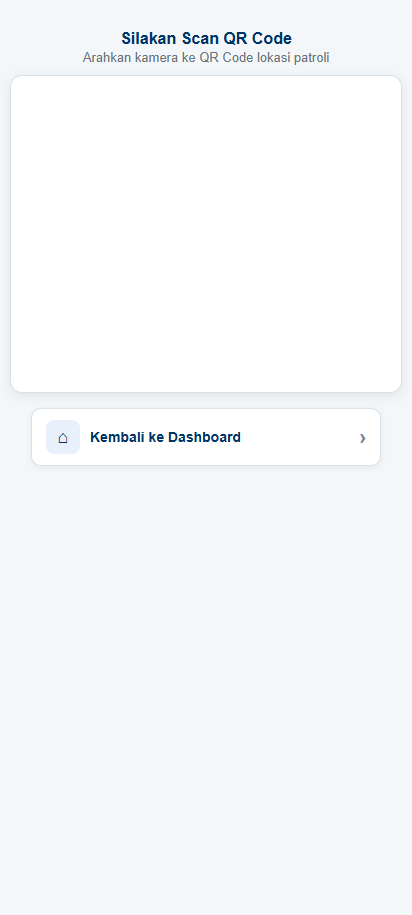 Silakan Scan QR Code
Arahkan kamera ke QR Code lokasi patroli
Kembali ke Dashboard